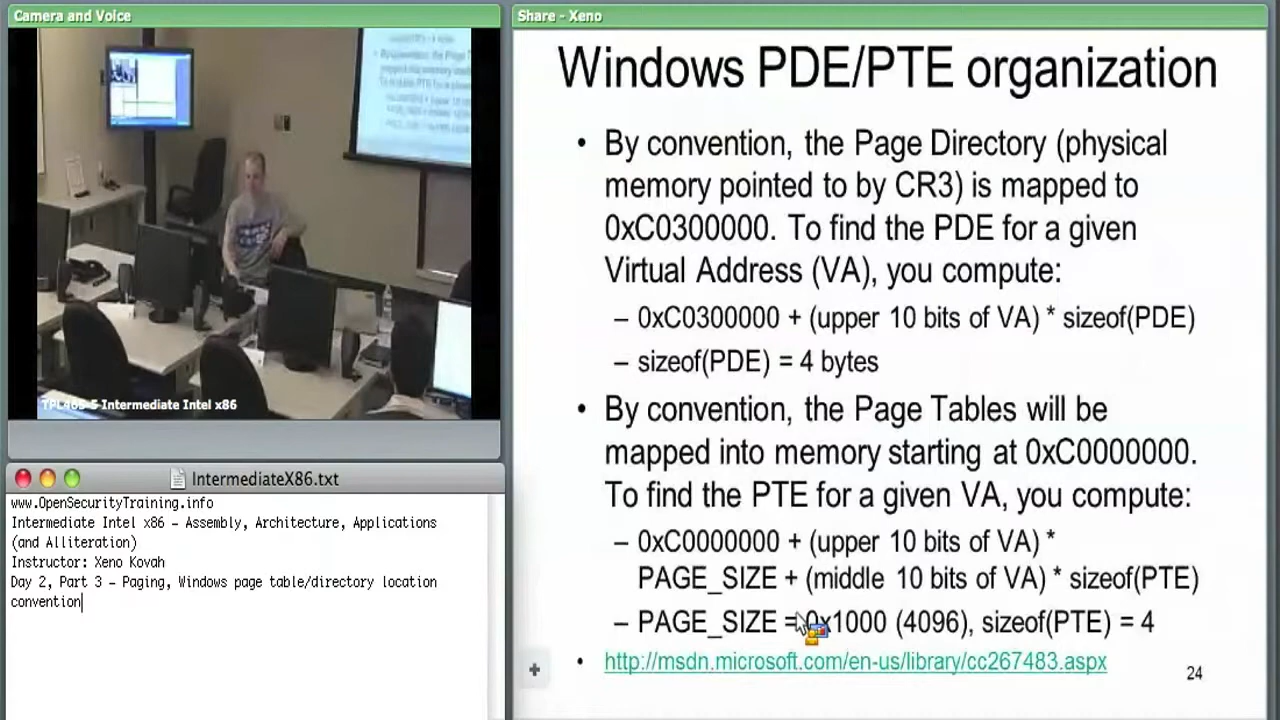 Camera and Voice
TPL465-5 Intermediate Intel x86
IntermediateX86.txt
www.OpenSecurityTraining.info
Intermediate Intel x86 – Assembly, Architecture, Applications
(and Alliteration)
Instructor: Xeno Kovah
Day 2, Part 3 – Paging, Windows page table/directory location
convention
Share - Xeno
Windows PDE/PTE organization
• By convention, the Page Directory (physical
memory pointed to by CR3) is mapped to
0xC0300000. To find the PDE for a given
Virtual Address (VA), you compute:
– 0xC0300000 + (upper 10 bits of VA) * sizeof(PDE)
– sizeof(PDE) = 4 bytes
• By convention, the Page Tables will be
mapped into memory starting at 0xC0000000.
To find the PTE for a given VA, you compute:
– 0xC0000000 + (upper 10 bits of VA) *
PAGE_SIZE + (middle 10 bits of VA) * sizeof(PTE)
– PAGE_SIZE = 0x1000 (4096), sizeof(PTE) = 4
• http://msdn.microsoft.com/en-us/library/cc267483.aspx
24